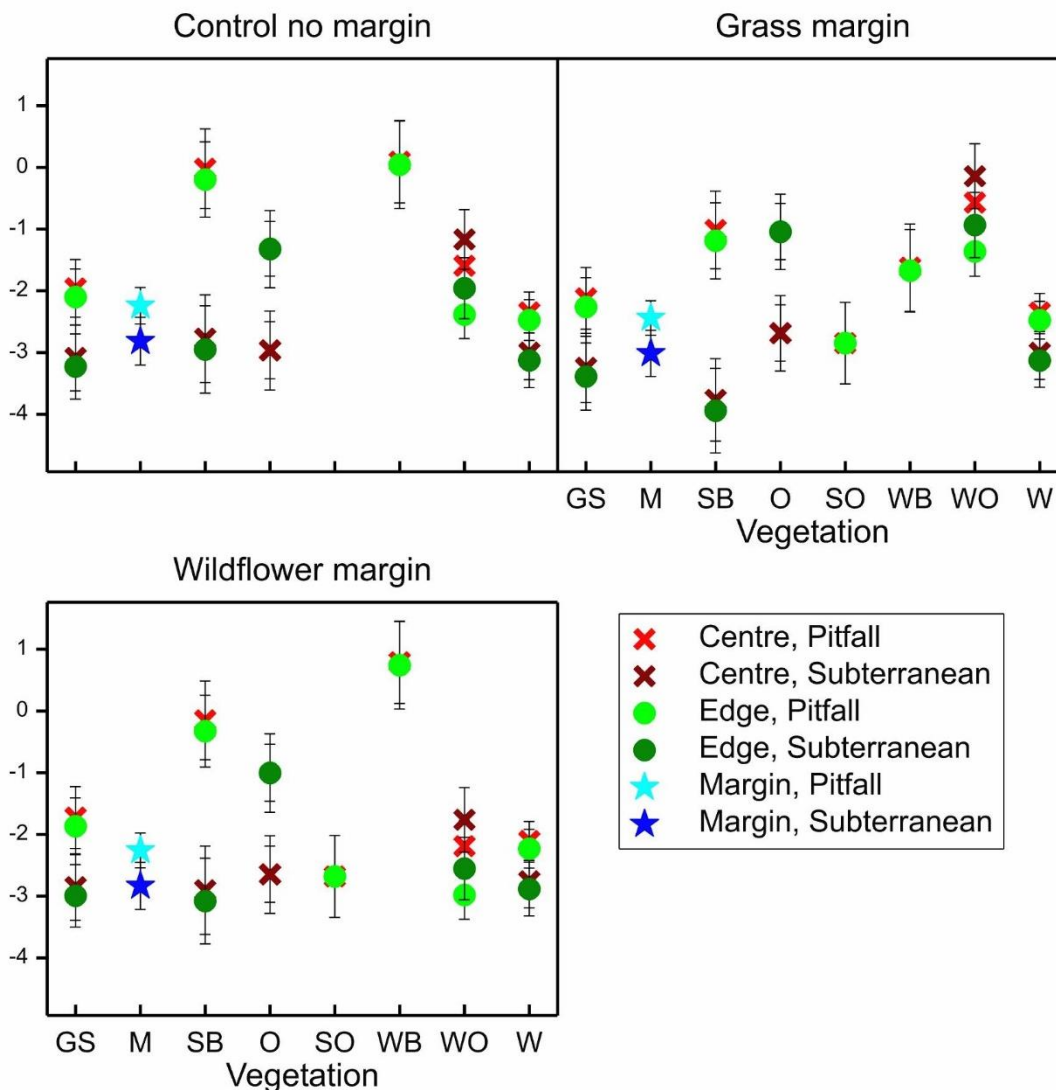 Control no margin
Grass margin
1
0
-1
-2
-3
-4
GS M SB O SO WB WO W
Vegetation
Wildflower margin
1
0
-1
-2
-3
-4
GS M SB O SO WB WO W
Vegetation
Centre, Pitfall
Centre, Subterranean
Edge, Pitfall
Edge, Subterranean
Margin, Pitfall
Margin, Subterranean